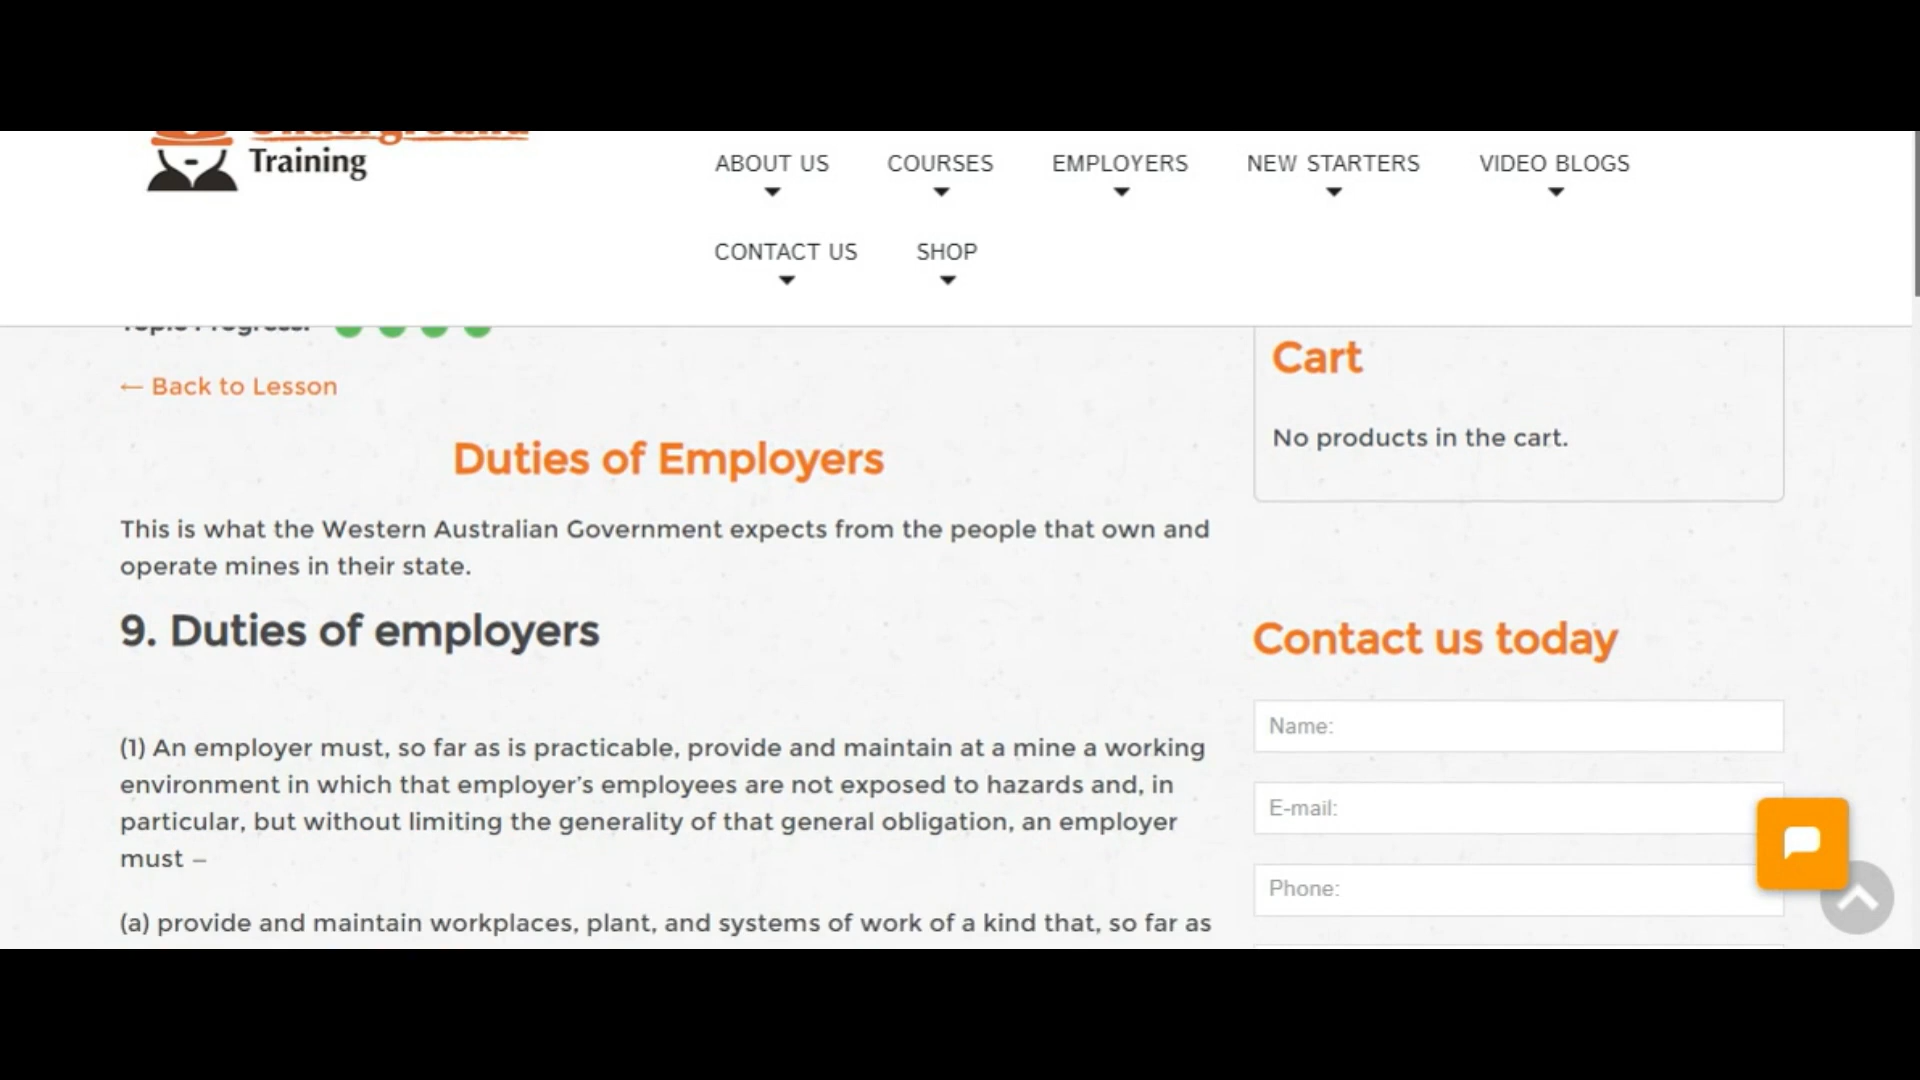 Underground
Training
ABOUT US
COURSES
EMPLOYERS
NEW STARTERS
VIDEO BLOGS
CONTACT US
SHOP
Topic Progress:
← Back to Lesson
Duties of Employers
This is what the Western Australian Government expects from the people that own and
operate mines in their state.
9. Duties of employers
(1) An employer must, so far as is practicable, provide and maintain at a mine a working
environment in which that employer’s employees are not exposed to hazards and, in
particular, but without limiting the generality of that general obligation, an employer
must –
(a) provide and maintain workplaces, plant, and systems of work of a kind that, so far as
Cart
No products in the cart.
Contact us today
Name:
E-mail:
Phone: